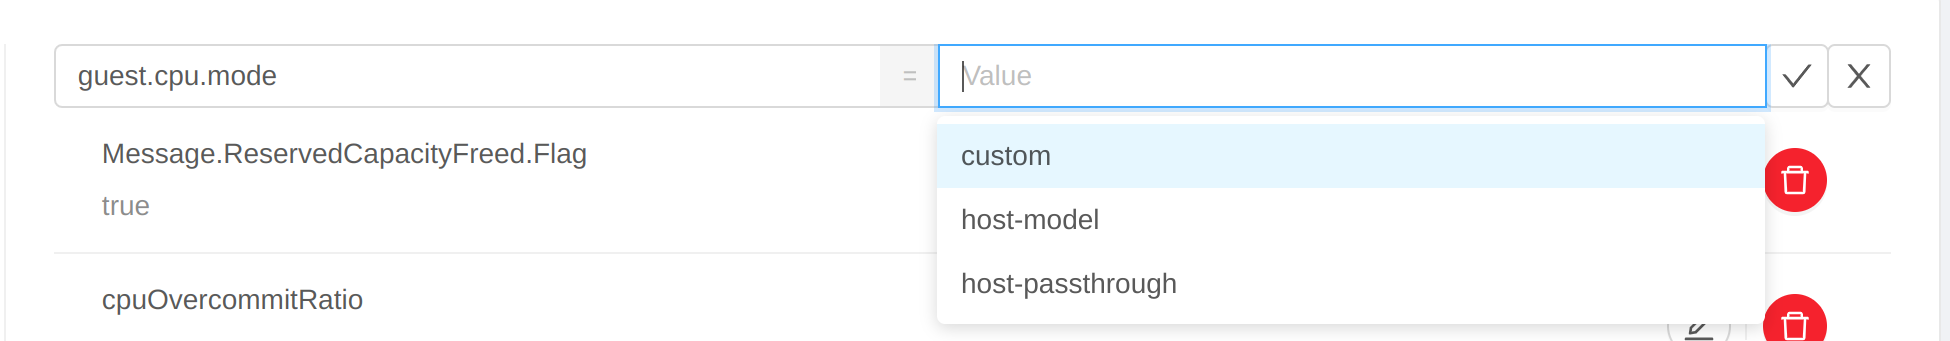 guest.cpu.mode = Value
custom
host-model
host-passthrough
Message.ReservedCapacityFreed.Flag
true
cpuOvercommitRatio